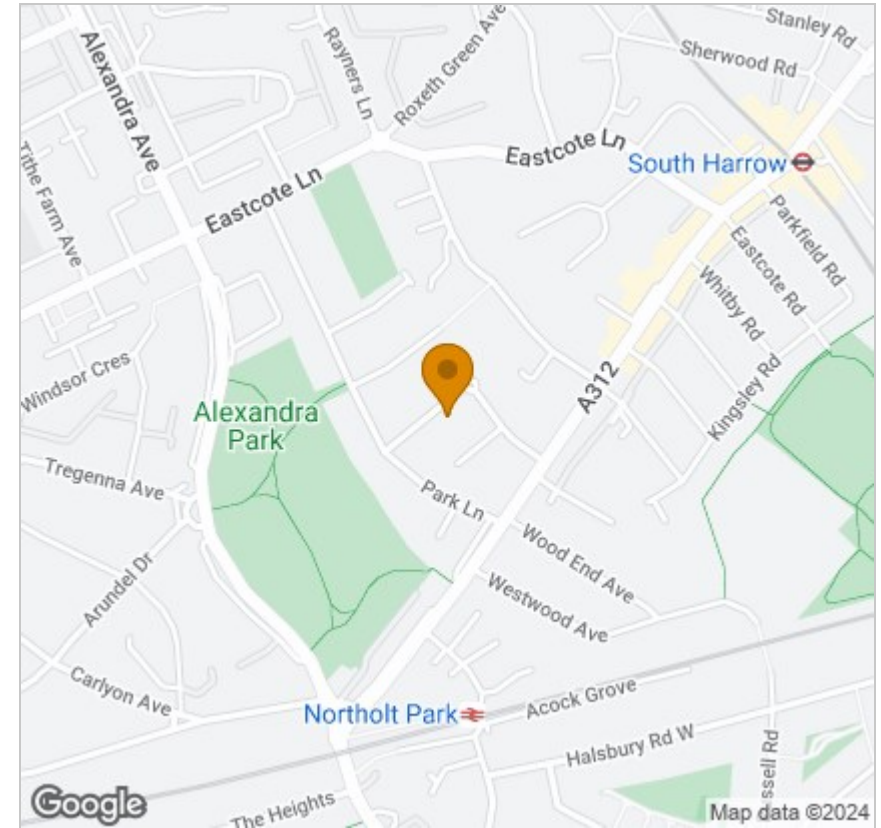 Stanley Rd
Sherwood Rd
Rayners Ln
Roxeth Green Ave
Alexandra Ave
Tithe Farm Ave
Eastcote Ln
Eastcote Ln
South Harrow
Parkfield Rd
Eastcote Rd
Whitby Rd
Kingsley Rd
Windsor Cres
A312
Alexandra
Park
Tregenna Ave
Park Ln
Wood End Ave
Westwood Ave
Arundel Dr
Carlyon Ave
Northolt Park
Acock Grove
Halsbury Rd W
ssell Rd
The Heights
Google
Map data ©2024